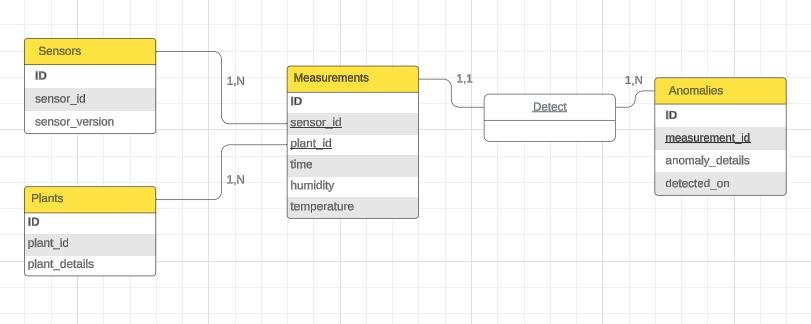 Sensors
ID
sensor_id
sensor_version
1,N
Plants
ID
plant_id
plant_details
1,N
Measurements
ID
sensor_id
plant_id
time
humidity
temperature
1,1
Detect
1,N
Anomalies
ID
measurement_id
anomaly_details
detected_on